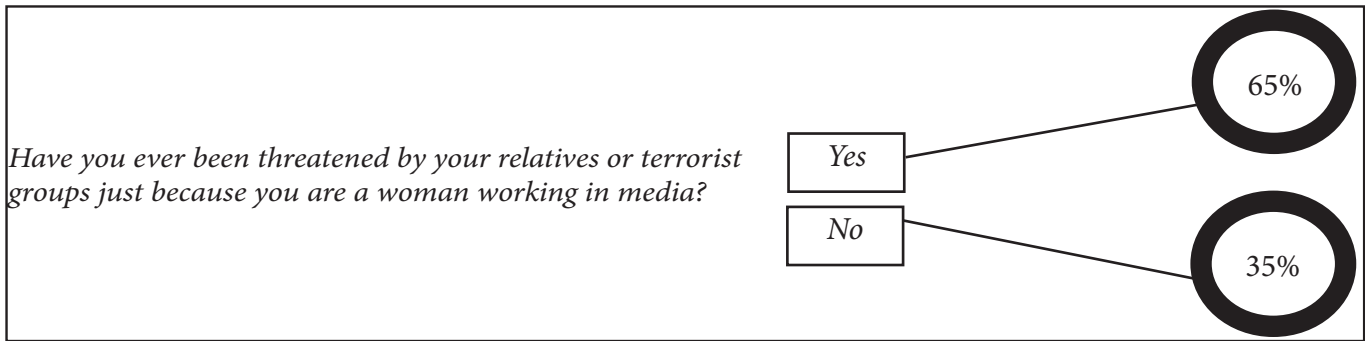 Have you ever been threatened by your relatives or terrorist
groups just because you are a woman working in media?
Yes
No
65%
35%